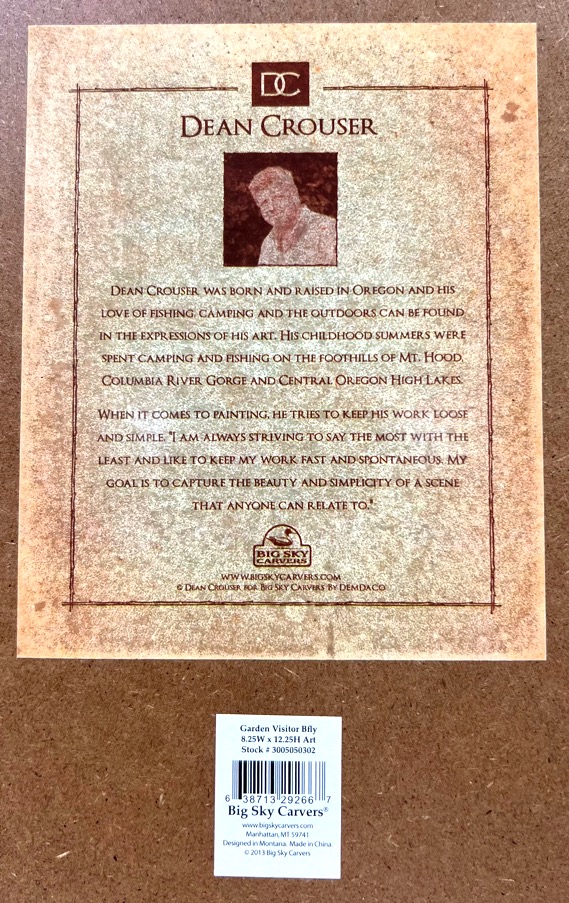 DC
DEAN CROUSER
DEAN CROUSER WAS BORN AND RAISED IN OREGON AND HIS
LOVE OF FISHING, CAMPING AND THE OUTDOORS CAN BE FOUND
IN THE EXPRESSIONS OF HIS ART. HIS CHILDHOOD SUMMERS WERE
SPENT CAMPING AND FISHING ON THE FOOTHILLS OF MT. HOOD,
COLUMBIA RIVER GORGE AND CENTRAL OREGON HIGH LAKES.
WHEN IT COMES TO PAINTING, HE TRIES TO KEEP HIS WORK LOOSE
AND SIMPLE. "I AM ALWAYS STRIVING TO SAY THE MOST WITH THE
LEAST AND LIKE TO KEEP MY WORK FAST AND SPONTANEOUS. MY
GOAL IS TO CAPTURE THE BEAUTY AND SIMPLICITY OF A SCENE
THAT ANYONE CAN RELATE TO."
BIG SKY
CARVERS
WWW.BIGSKYCARVERS.COM
© DEAN CROUSER FOR BIG SKY CARVERS BY DEMDACO
Garden Visitor Bfly
8.25W x 12.25H Art
Stock # 3005050302
6 38713 29266 7
Big Sky Carvers®
www.bigskycarvers.com
Manhattan, MT 59741
Designed in Montana. Made in China
© 2013 Big Sky Carvers